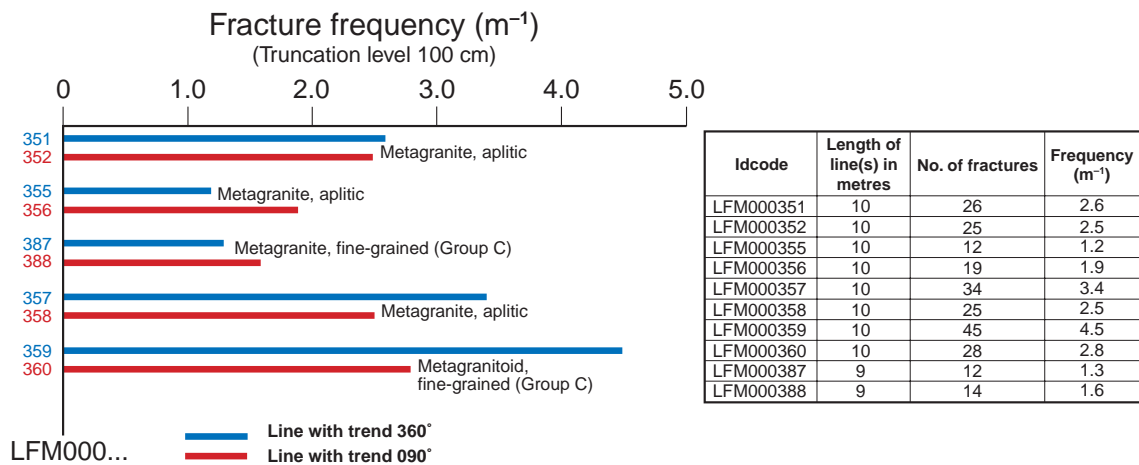 Fracture frequency (m⁻¹)
(Truncation level 100 cm)
0 1.0 2.0 3.0 4.0 5.0
351
352
Metagranite, aplitic
355
356
Metagranite, aplitic
387
388
Metagranite, fine-grained (Group C)
357
358
Metagranite, aplitic
359
360
Metagranitoid,
fine-grained (Group C)
LFM000...
Line with trend 360°
Line with trend 090°
Idcode Length of line(s) in metres No. of fractures Frequency (m⁻¹)
LFM000351 10 26 2.6
LFM000352 10 25 2.5
LFM000355 10 12 1.2
LFM000356 10 19 1.9
LFM000357 10 34 3.4
LFM000358 10 25 2.5
LFM000359 10 45 4.5
LFM000360 10 28 2.8
LFM000387 9 12 1.3
LFM000388 9 14 1.6